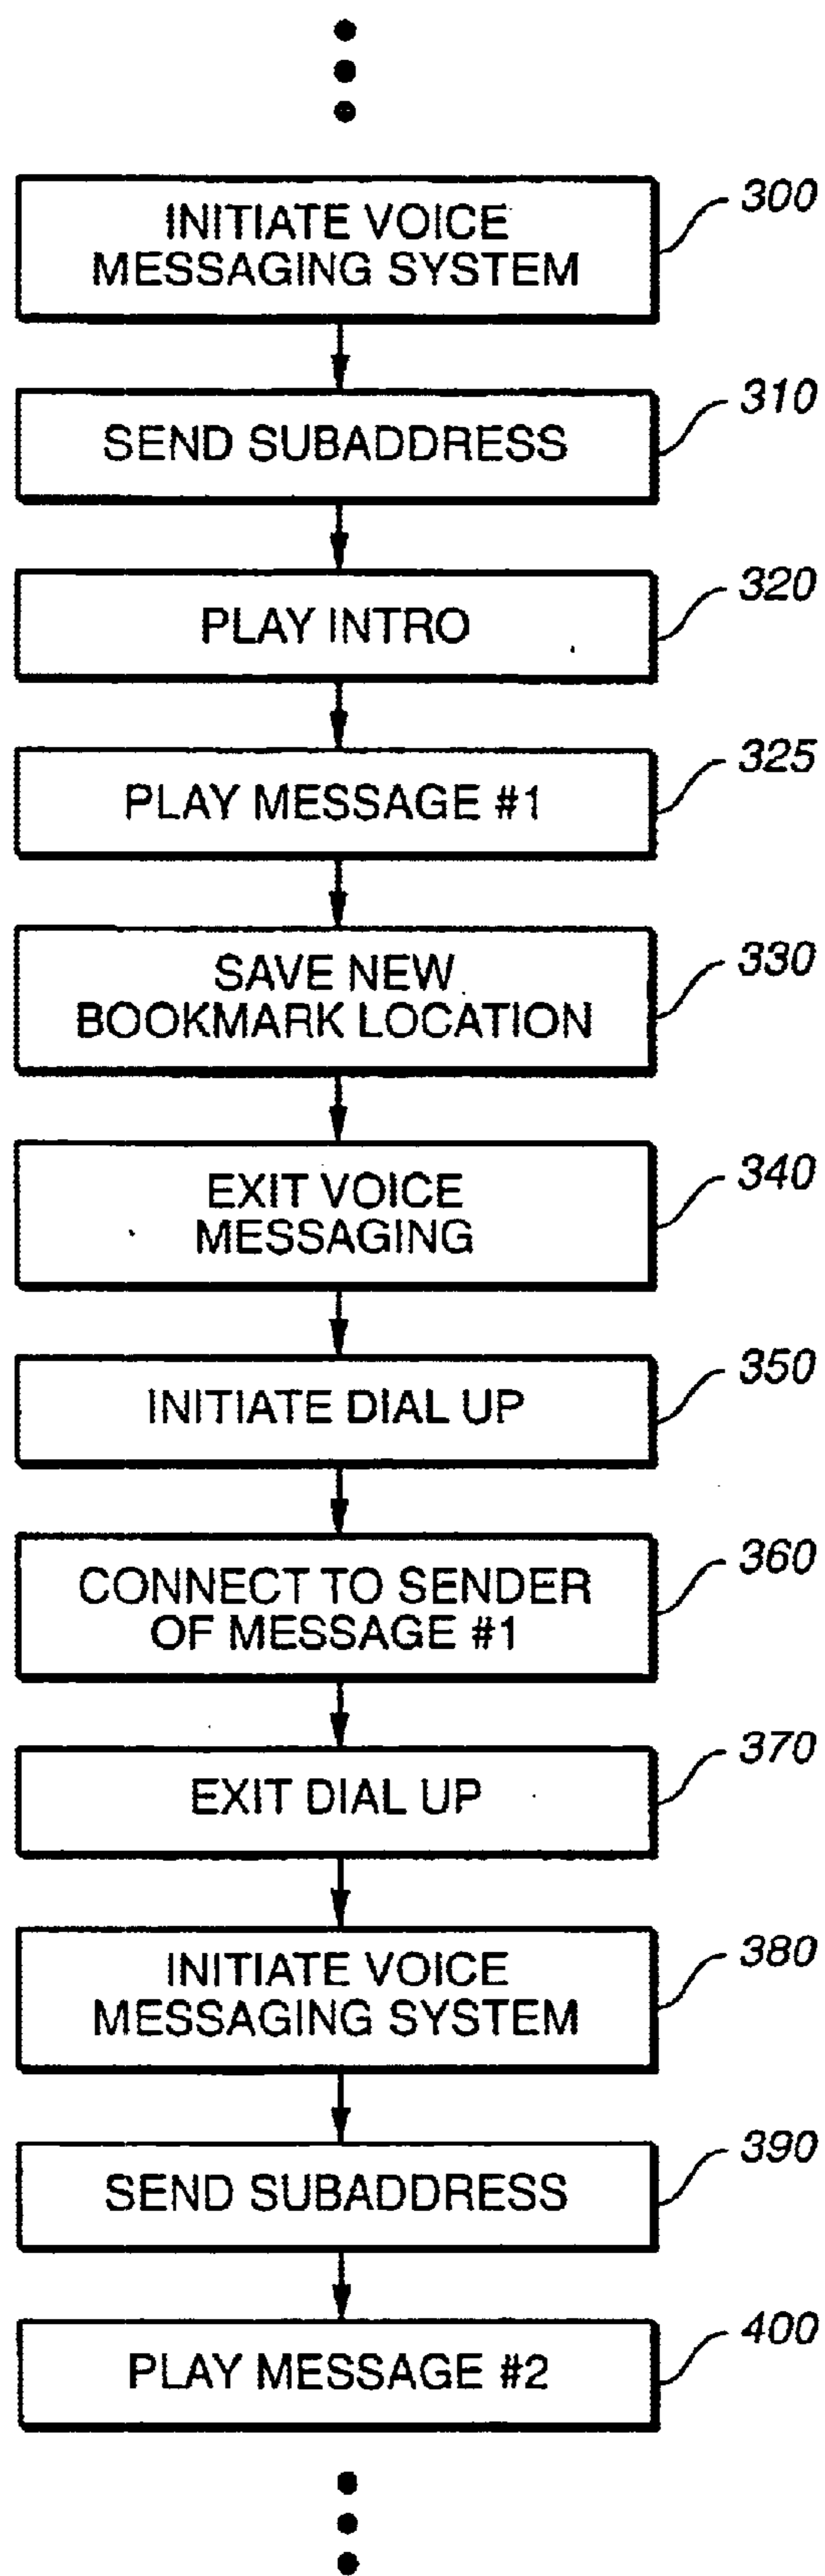 300
INITIATE VOICE
MESSAGING SYSTEM
310
SEND SUBADDRESS
320
PLAY INTRO
325
PLAY MESSAGE #1
330
SAVE NEW
BOOKMARK LOCATION
340
EXIT VOICE
MESSAGING
350
INITIATE DIAL UP
360
CONNECT TO SENDER
OF MESSAGE #1
370
EXIT DIAL UP
380
INITIATE VOICE
MESSAGING SYSTEM
390
SEND SUBADDRESS
400
PLAY MESSAGE #2